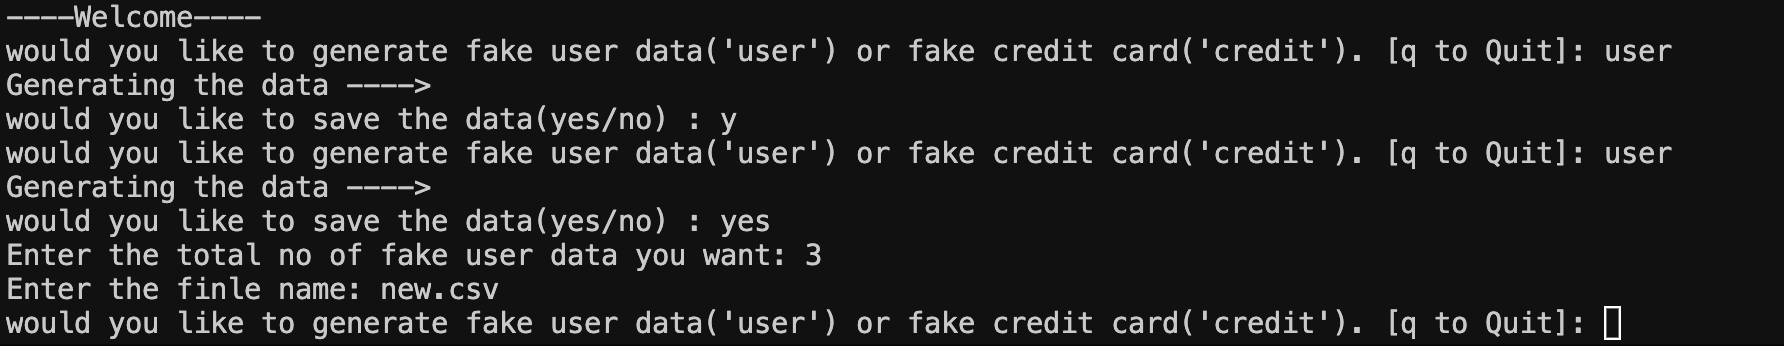 ----Welcome----
would you like to generate fake user data('user') or fake credit card('credit'). [q to Quit]: user
Generating the data ---->
would you like to save the data(yes/no) : y
would you like to generate fake user data('user') or fake credit card('credit'). [q to Quit]: user
Generating the data ---->
would you like to save the data(yes/no) : yes
Enter the total no of fake user data you want: 3
Enter the finle name: new.csv
would you like to generate fake user data('user') or fake credit card('credit'). [q to Quit]: